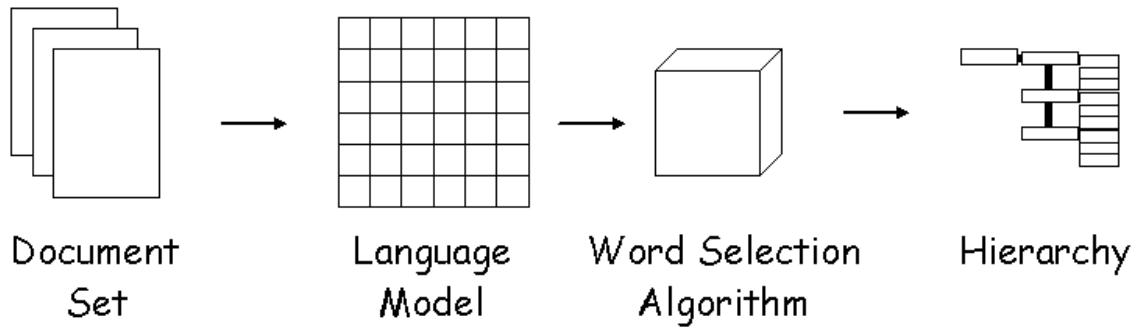 Document
Set
Language
Model
Word Selection
Algorithm
Hierarchy